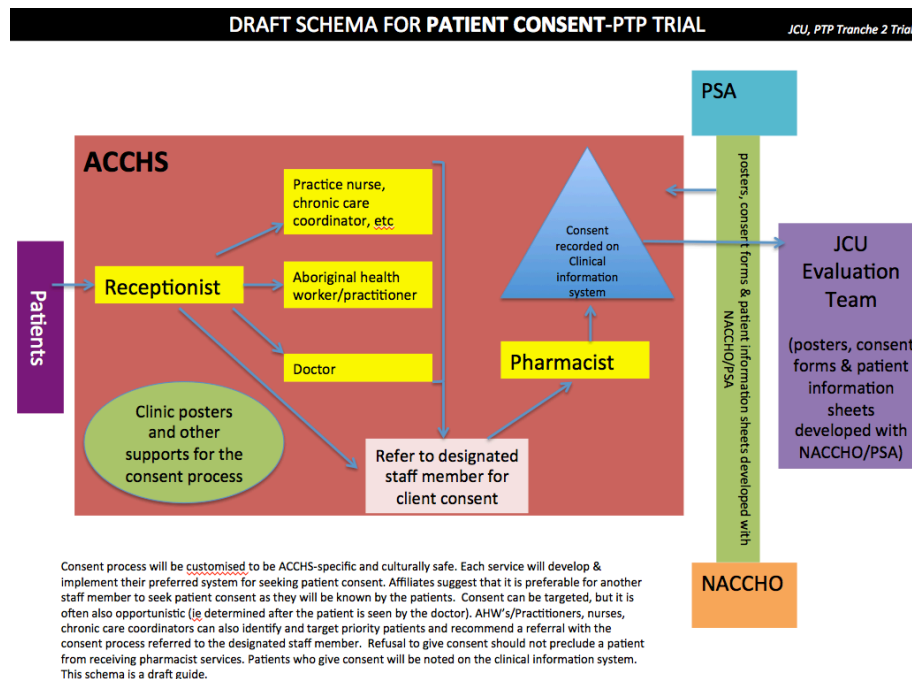 DRAFT SCHEMA FOR PATIENT CONSENT-PTP TRIAL
JCU, PTP Tranche 2 Trial
PSA
ACCHS
Practice nurse,
chronic care
coordinator, etc
Aboriginal health
worker/practitioner
Doctor
Receptionist
Patients
Clinic posters
and other
supports for the
consent process
Refer to designated
staff member for
client consent
Pharmacist
Consent
recorded on
Clinical
information
system
posters, consent forms & patient information sheets developed with
NACCHO/PSA
JCU
Evaluation
Team
(posters, consent
forms & patient
information
sheets
developed with
NACCHO/PSA)
NACCHO
Consent process will be customised to be ACCHS-specific and culturally safe. Each service will develop &
implement their preferred system for seeking patient consent. Affiliates suggest that it is preferable for another
staff member to seek patient consent as they will be known by the patients.  Consent can be targeted, but it is
often also opportunistic (ie determined after the patient is seen by the doctor). AHW's/Practitioners, nurses,
chronic care coordinators can also identify and target priority patients and recommend a referral with the
consent process referred to the designated staff member.  Refusal to give consent should not preclude a patient
from receiving pharmacist services. Patients who give consent will be noted on the clinical information system.
This schema is a draft guide.